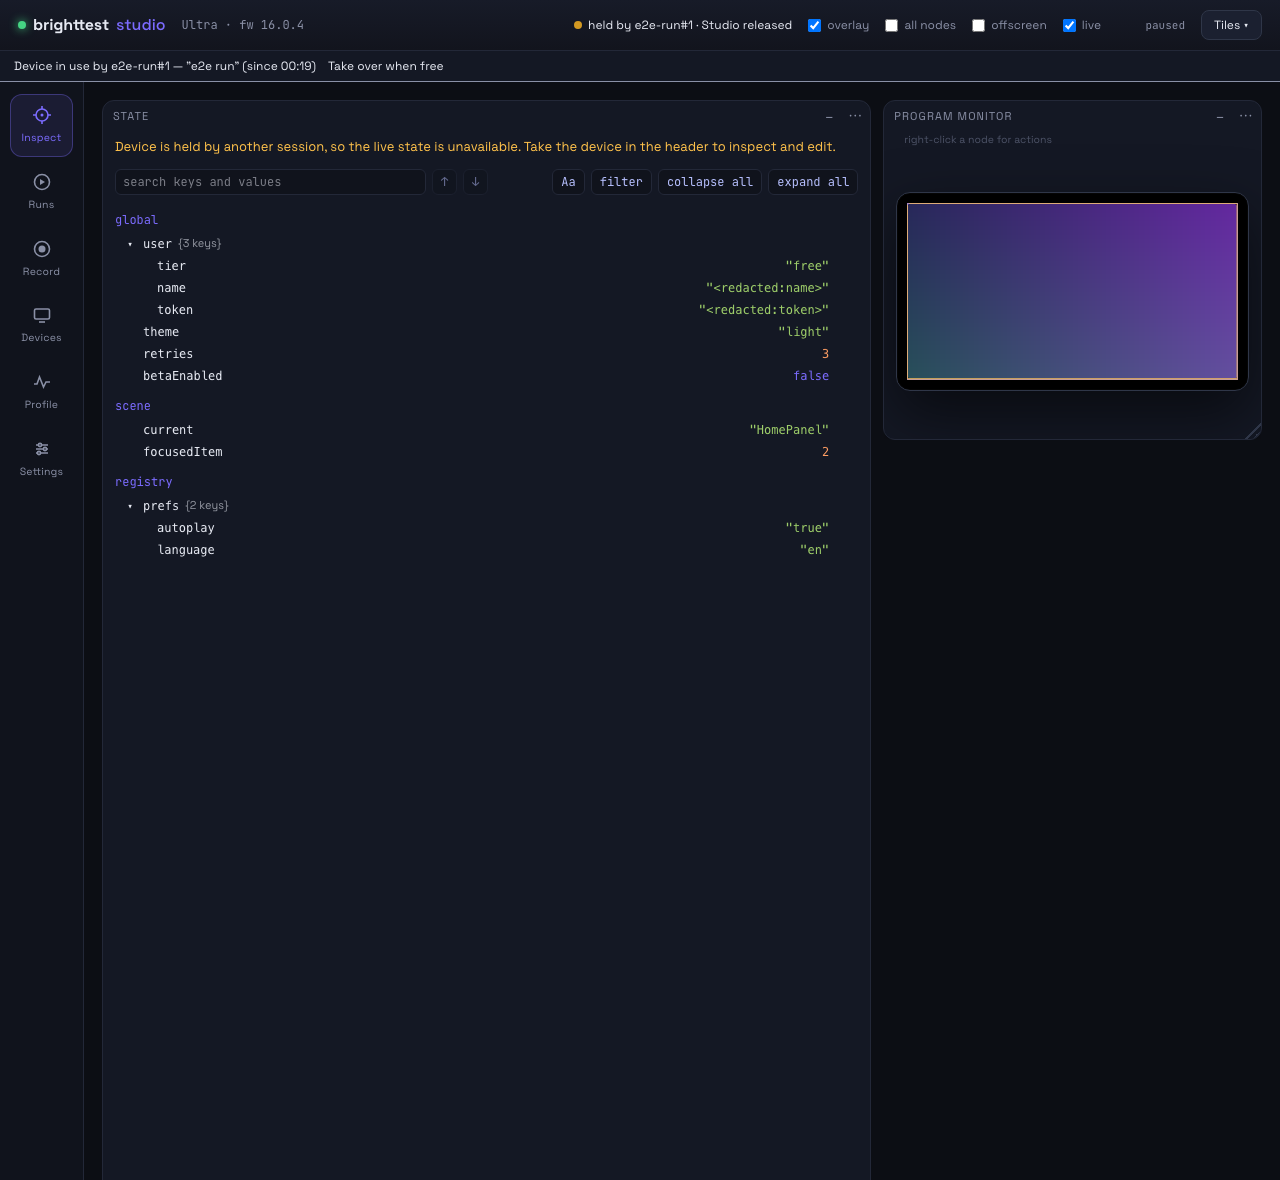 brighttest studio Ultra · fw 16.0.4 held by e2e-run#1 · Studio released overlay all nodes offscreen live paused Tiles ▾
Device in use by e2e-run#1 — "e2e run" (since 00:19) Take over when free
Inspect
Runs
Record
Devices
Profile
Settings
STATE – ···
Device is held by another session, so the live state is unavailable. Take the device in the header to inspect and edit.
search keys and values ↑ ↓ Aa filter collapse all expand all
global
▾ user {3 keys}
tier "free"
name "<redacted:name>"
token "<redacted:token>"
theme "light"
retries 3
betaEnabled false
scene
current "HomePanel"
focusedItem 2
registry
▾ prefs {2 keys}
autoplay "true"
language "en"
PROGRAM MONITOR – ···
right-click a node for actions